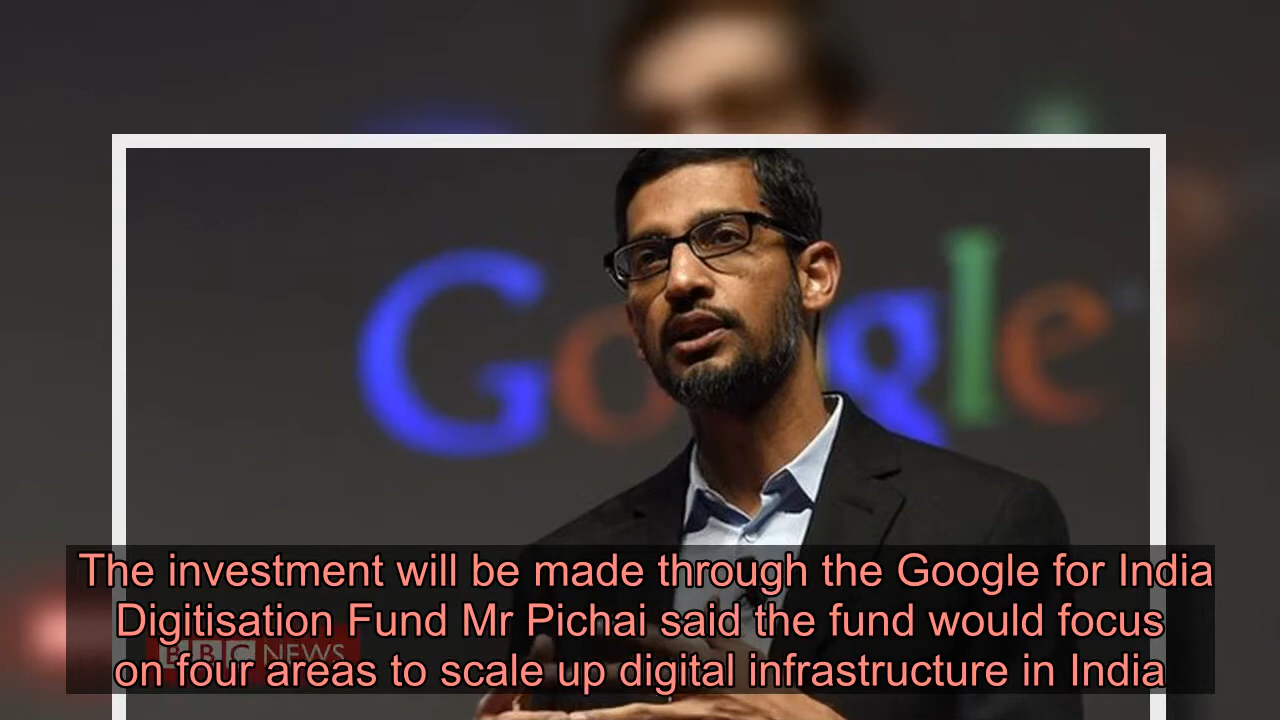 Google
The investment will be made through the Google for India
Digitisation Fund Mr Pichai said the fund would focus
on four areas to scale up digital infrastructure in India
BBC NEWS